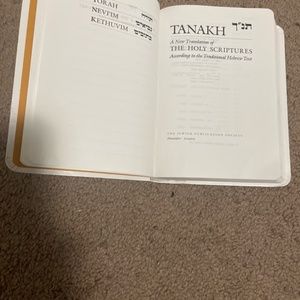 TORAH תורה
NEVI'IM נביאים
KETHUVIM כתובים
TANAKH תנ״ך
A New Translation of
THE HOLY SCRIPTURES
According to the Traditional Hebrew Text
THE JEWISH PUBLICATION SOCIETY